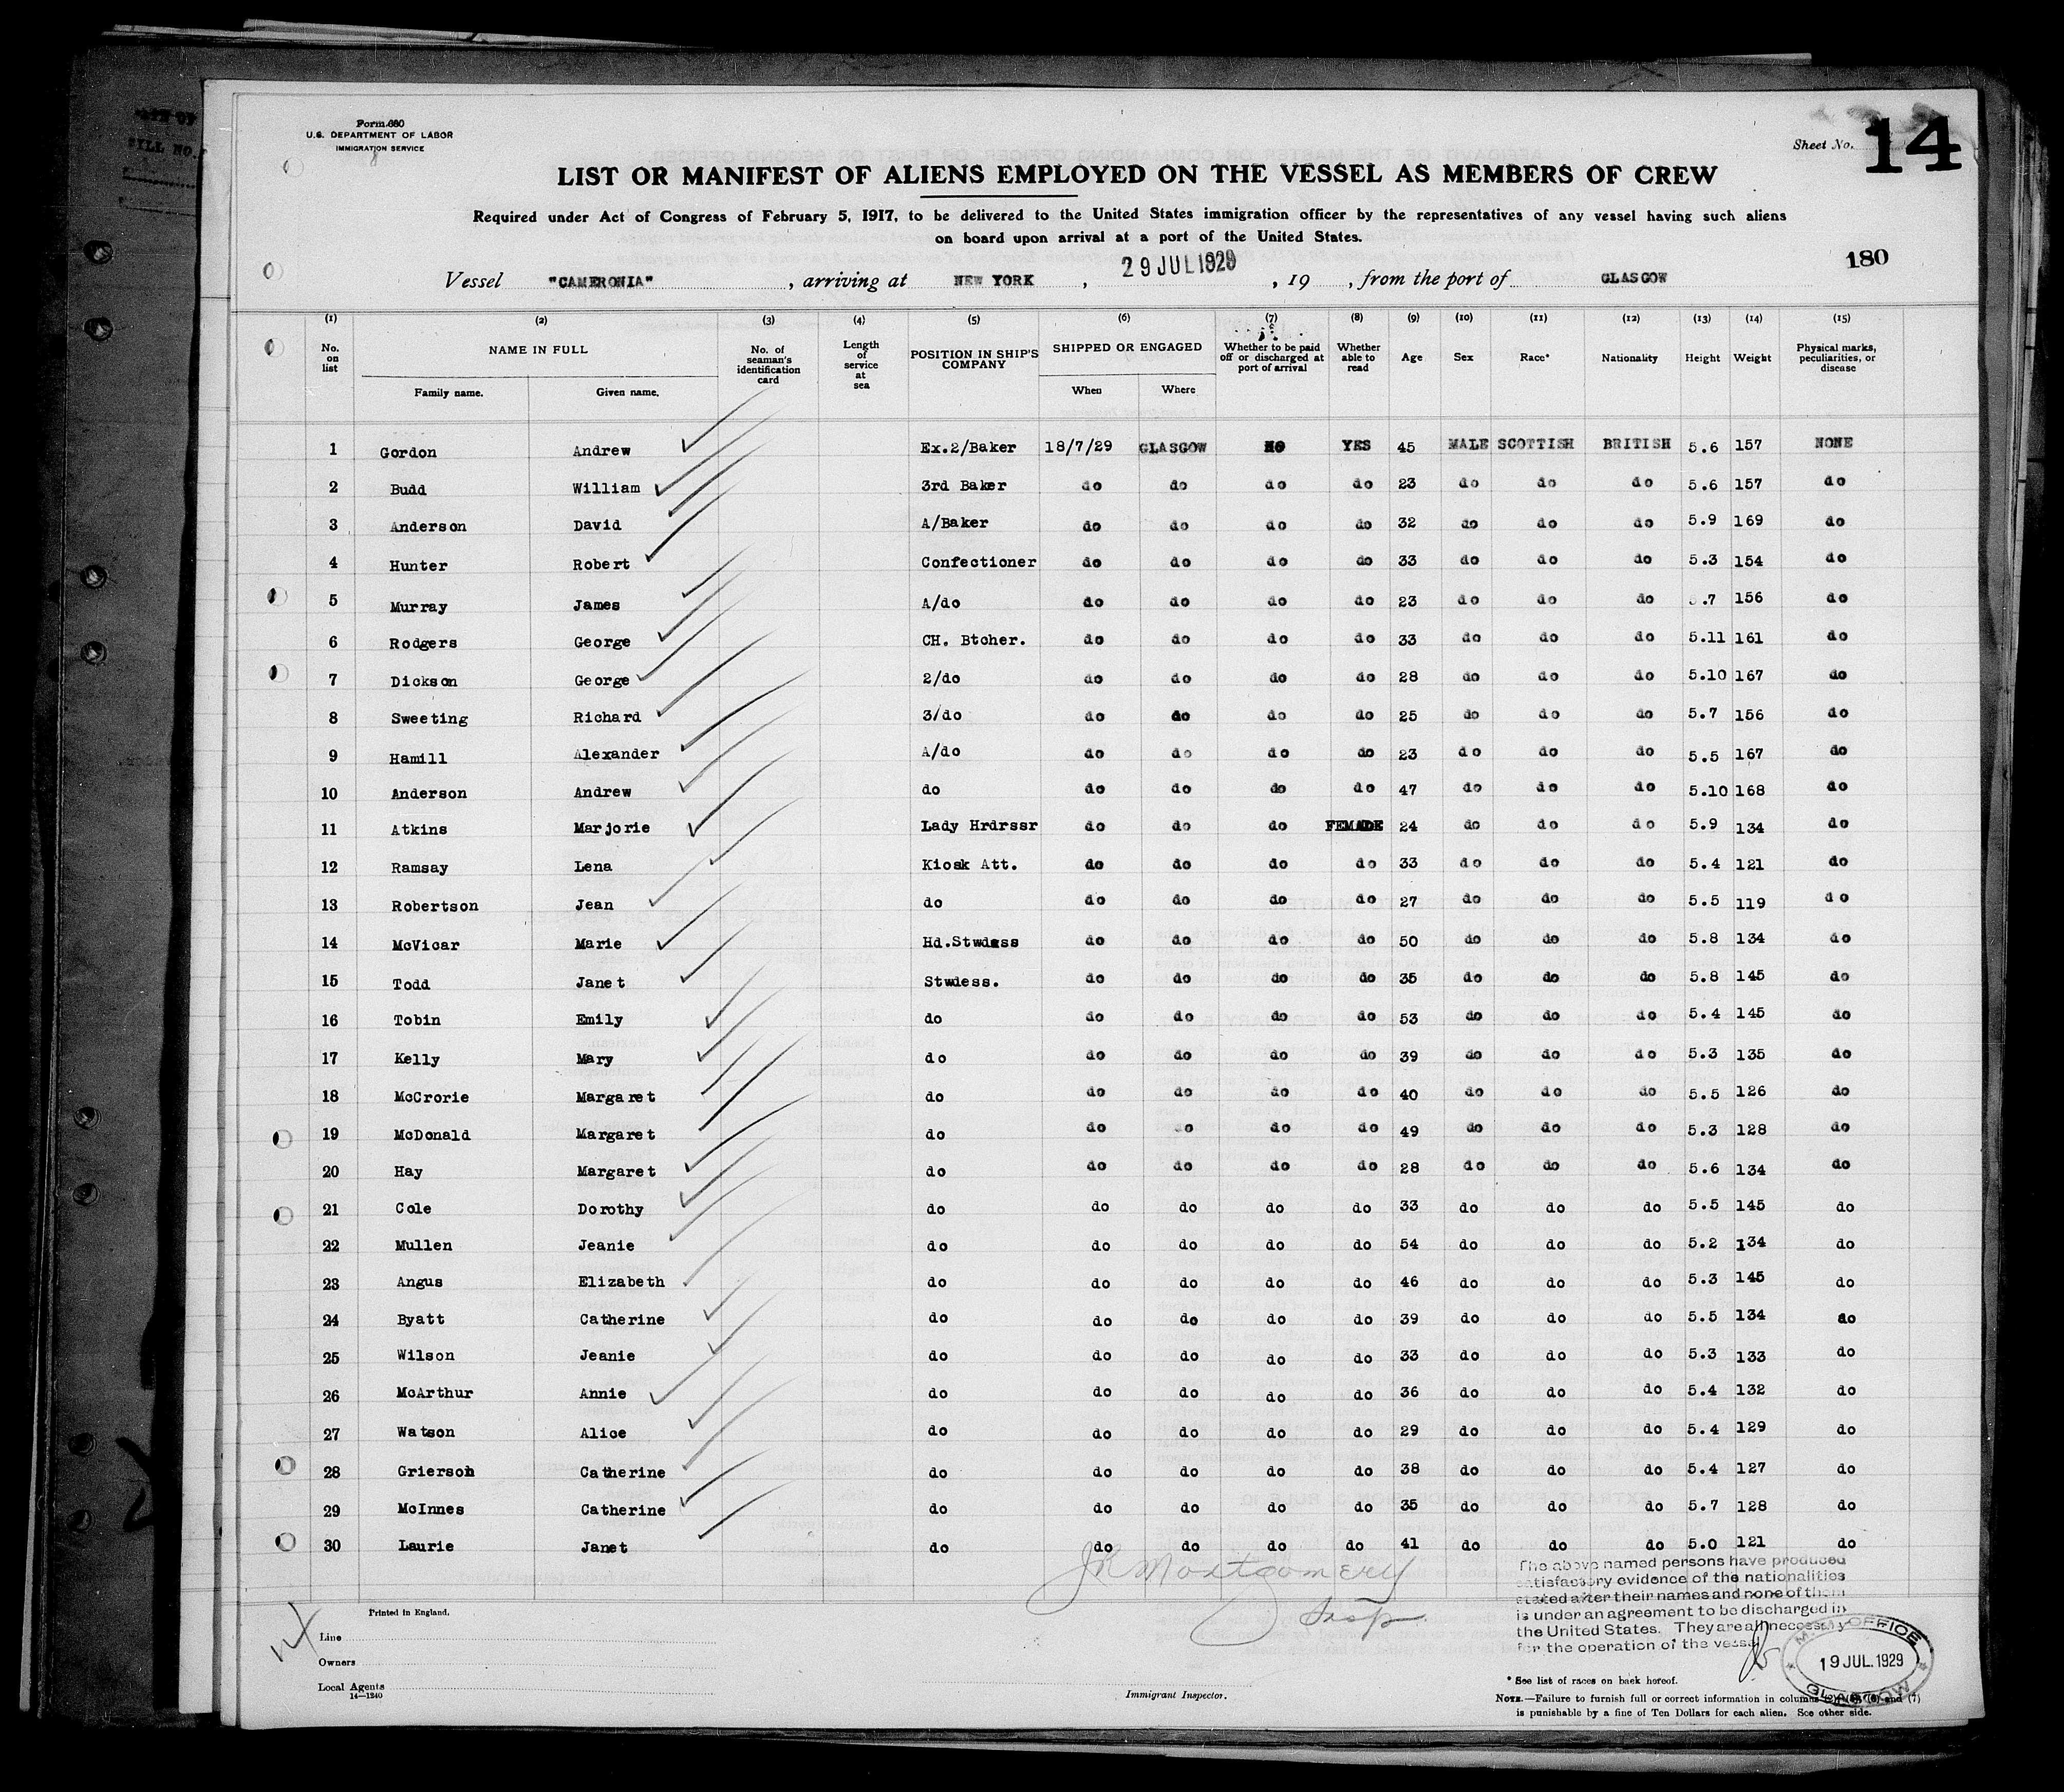 Form 680
U.S. DEPARTMENT OF LABOR
IMMIGRATION SERVICE
Sheet No. 14
LIST OR MANIFEST OF ALIENS EMPLOYED ON THE VESSEL AS MEMBERS OF CREW
Required under Act of Congress of February 5, 1917, to be delivered to the United States immigration officer by the representatives of any vessel having such aliens
on board upon arrival at a port of the United States.
180
Vessel "CAMERONIA", arriving at NEW YORK, 29 JUL 1929, 19 , from the port of GLASGOW
(1) (2) (3) (4) (5) (6) (7) (8) (9) (10) (11) (12) (13) (14) (15)
No. on list NAME IN FULL Family name. Given name. No. of seaman's identification card Length of service at sea POSITION IN SHIP'S COMPANY SHIPPED OR ENGAGED When Where Whether to be paid off or discharged at port of arrival Whether able to read Age Sex Race* Nationality Height Weight Physical marks, peculiarities, or disease
1 Gordon Andrew Ex.2/Baker 18/7/29 GLASGOW NO YES 45 MALE SCOTTISH BRITISH 5.6 157 NONE
2 Budd William 3rd Baker do do do do 23 do do do 5.6 157 do
3 Anderson David A/Baker do do do do 32 do do do 5.9 169 do
4 Hunter Robert Confectioner do do do do 33 do do do 5.3 154 do
5 Murray James A/do do do do do 23 do do do .7 156 do
6 Rodgers George CH. Btcher. do do do do 33 do do do 5.11 161 do
7 Dickson George 2/do do do do do 28 do do do 5.10 167 do
8 Sweeting Richard 3/do do do do do 25 do do do 5.7 156 do
9 Hamill Alexander A/do do do do do 23 do do do 5.5 167 do
10 Anderson Andrew do do do do do 47 do do do 5.10 168 do
11 Atkins Marjorie Lady Hrdrssr do do do FEMALE 24 do do do 5.9 134 do
12 Ramsay Lena Kiosk Att. do do do do 33 do do do 5.4 121 do
13 Robertson Jean do do do do do 27 do do do 5.5 119 do
14 McVicar Marie Hd.Stwdess do do do do 50 do do do 5.8 134 do
15 Todd Janet Stwdess. do do do do 35 do do do 5.8 145 do
16 Tobin Emily do do do do do 53 do do do 5.4 145 do
17 Kelly Mary do do do do do 39 do do do 5.3 135 do
18 McCrorie Margaret do do do do do 40 do do do 5.5 126 do
19 McDonald Margaret do do do do do 49 do do do 5.3 128 do
20 Hay Margaret do do do do do 28 do do do 5.6 134 do
21 Cole Dorothy do do do do do 33 do do do 5.5 145 do
22 Mullen Jeanie do do do do do 54 do do do 5.2 134 do
23 Angus Elizabeth do do do do do 46 do do do 5.3 145 do
24 Byatt Catherine do do do do do 39 do do do 5.5 134 do
25 Wilson Jeanie do do do do do 33 do do do 5.3 133 do
26 McArthur Annie do do do do do 36 do do do 5.4 132 do
27 Watson Alice do do do do do 29 do do do 5.4 129 do
28 Grierson Catherine do do do do do 38 do do do 5.4 127 do
29 McInnes Catherine do do do do do 35 do do do 5.7 128 do
30 Laurie Janet do do do do do 41 do do do 5.0 121 do
JR Montgomery
Insp
The above named persons have produced
satisfactory evidence of the nationalities
stated after their names and none of them
is under an agreement to be discharged in
the United States. They are all necessary
for the operation of the vessel
Printed in England.
Line
Owners
Local Agents
14—1240
Immigrant Inspector.
M.M. OFFICE
19 JUL. 1929
GLASGOW
* See list of races on back hereof.
NOTE.—Failure to furnish full or correct information in columns and (7)
is punishable by a fine of Ten Dollars for each alien. See other side.